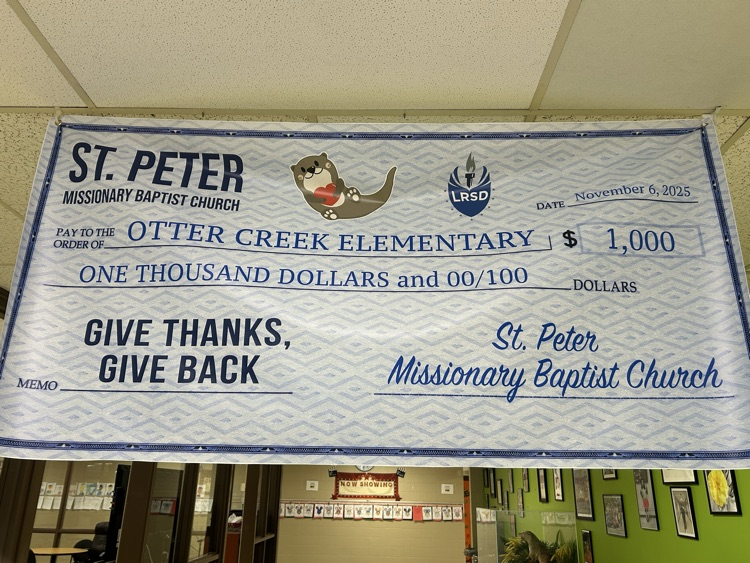 ST. PETER
MISSIONARY BAPTIST CHURCH
LRSD
DATE November 6, 2025
PAY TO THE
ORDER OF OTTER CREEK ELEMENTARY $ 1,000
ONE THOUSAND DOLLARS and 00/100 DOLLARS
GIVE THANKS,
GIVE BACK
MEMO
St. Peter
Missionary Baptist Church
NOW SHOWING